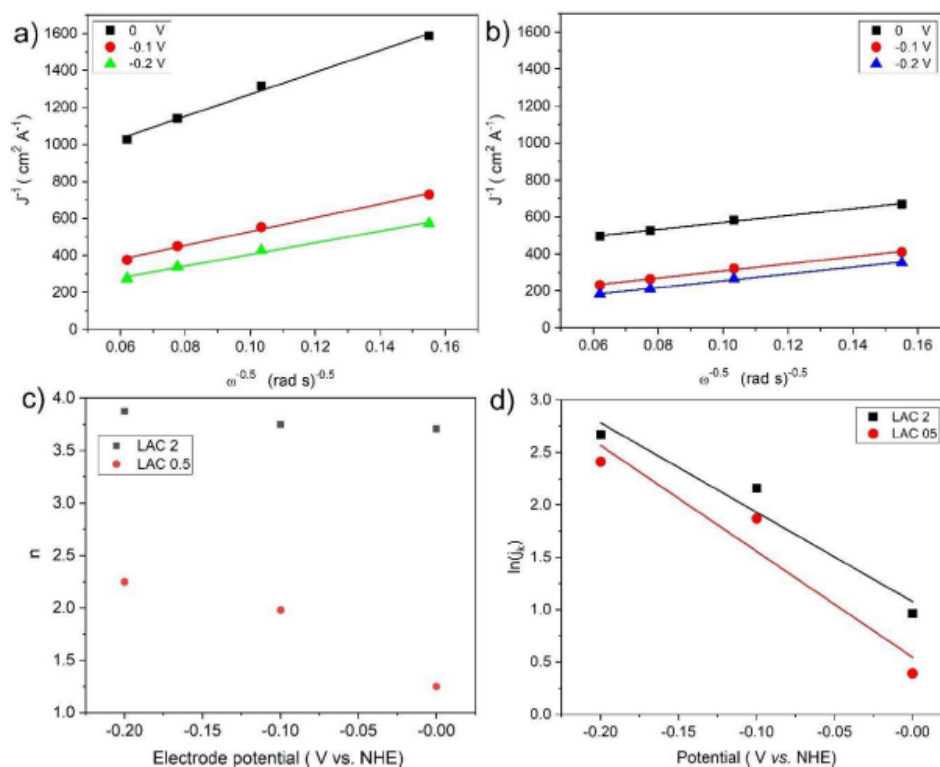 a)
0 V
-0.1 V
-0.2 V
1600
1400
1200
1000
800
600
400
200
0
J⁻¹ ( cm² A⁻¹)
0.06 0.08 0.10 0.12 0.14 0.16
ω⁻⁰·⁵ (rad s)⁻⁰·⁵
b)
0 V
-0.1 V
-0.2 V
1600
1400
1200
1000
800
600
400
200
0
J⁻¹ ( cm² A⁻¹)
0.06 0.08 0.10 0.12 0.14 0.16
ω⁻⁰·⁵ (rad s)⁻⁰·⁵
c)
LAC 2
LAC 0.5
4.0
3.5
3.0
2.5
2.0
1.5
1.0
n
-0.20 -0.15 -0.10 -0.05 -0.00
Electrode potential ( V vs. NHE)
d)
LAC 2
LAC 05
3.0
2.5
2.0
1.5
1.0
0.5
0.0
ln(jₖ)
-0.20 -0.15 -0.10 -0.05 -0.00
Potential ( V vs. NHE)